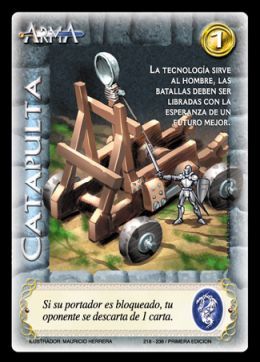 ARMA
1
CATAPULTA
LA TECNOLOGÍA SIRVE
AL HOMBRE, LAS
BATALLAS DEBEN SER
LIBRADAS CON LA
ESPERANZA DE UN
FUTURO MEJOR.
Si su portador es bloqueado, tu
oponente se descarta de 1 carta.
ILUSTRADOR: MAURICIO HERRERA
218 - 236 / PRIMERA EDICION